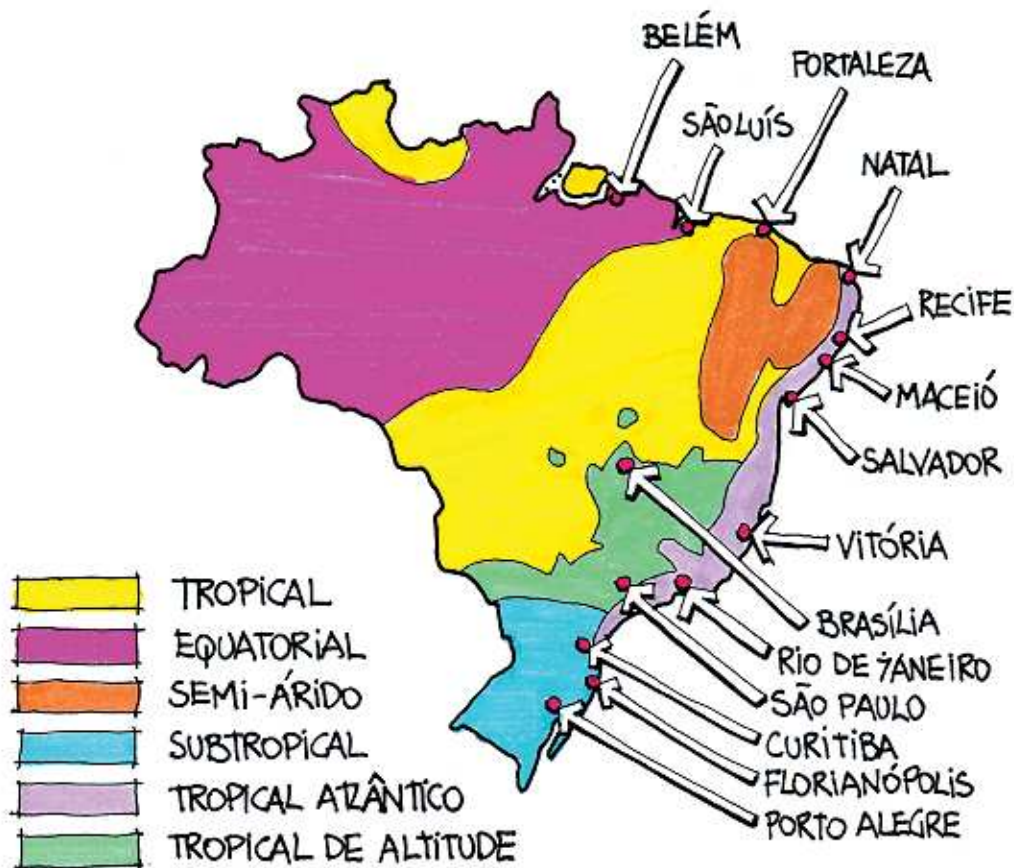 BELÉM
FORTALEZA
SÃO LUÍS
NATAL
RECIFE
MACEIÓ
SALVADOR
VITÓRIA
BRASÍLIA
RIO DE JANEIRO
SÃO PAULO
CURITIBA
FLORIANÓPOLIS
PORTO ALEGRE
TROPICAL
EQUATORIAL
SEMI-ÁRIDO
SUBTROPICAL
TROPICAL ATLÂNTICO
TROPICAL DE ALTITUDE